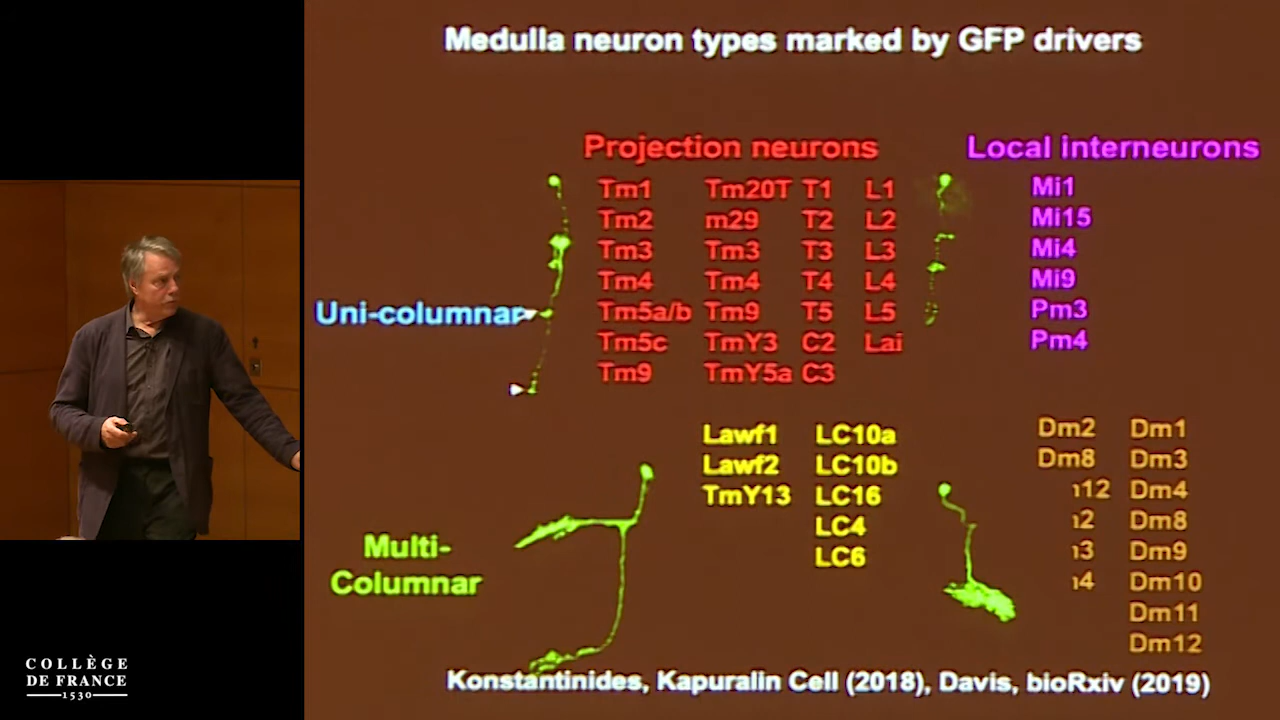 Medulla neuron types marked by GFP drivers
Projection neurons
Local interneurons
Uni-columnar
Tm1 Tm20T T1 L1
Tm2 m29 T2 L2
Tm3 Tm3 T3 L3
Tm4 Tm4 T4 L4
Tm5a/b Tm9 T5 L5
Tm5c TmY3 C2 Lai
Tm9 TmY5a C3
Mi1
Mi15
Mi4
Mi9
Pm3
Pm4
Multi-
Columnar
Lawf1 LC10a
Lawf2 LC10b
TmY13 LC16
LC4
LC6
Dm2 Dm1
Dm8 Dm3
12 Dm4
2 Dm8
3 Dm9
4 Dm10
Dm11
Dm12
Konstantinides, Kapuralin Cell (2018), Davis, bioRxiv (2019)
COLLÈGE
DE FRANCE
1530